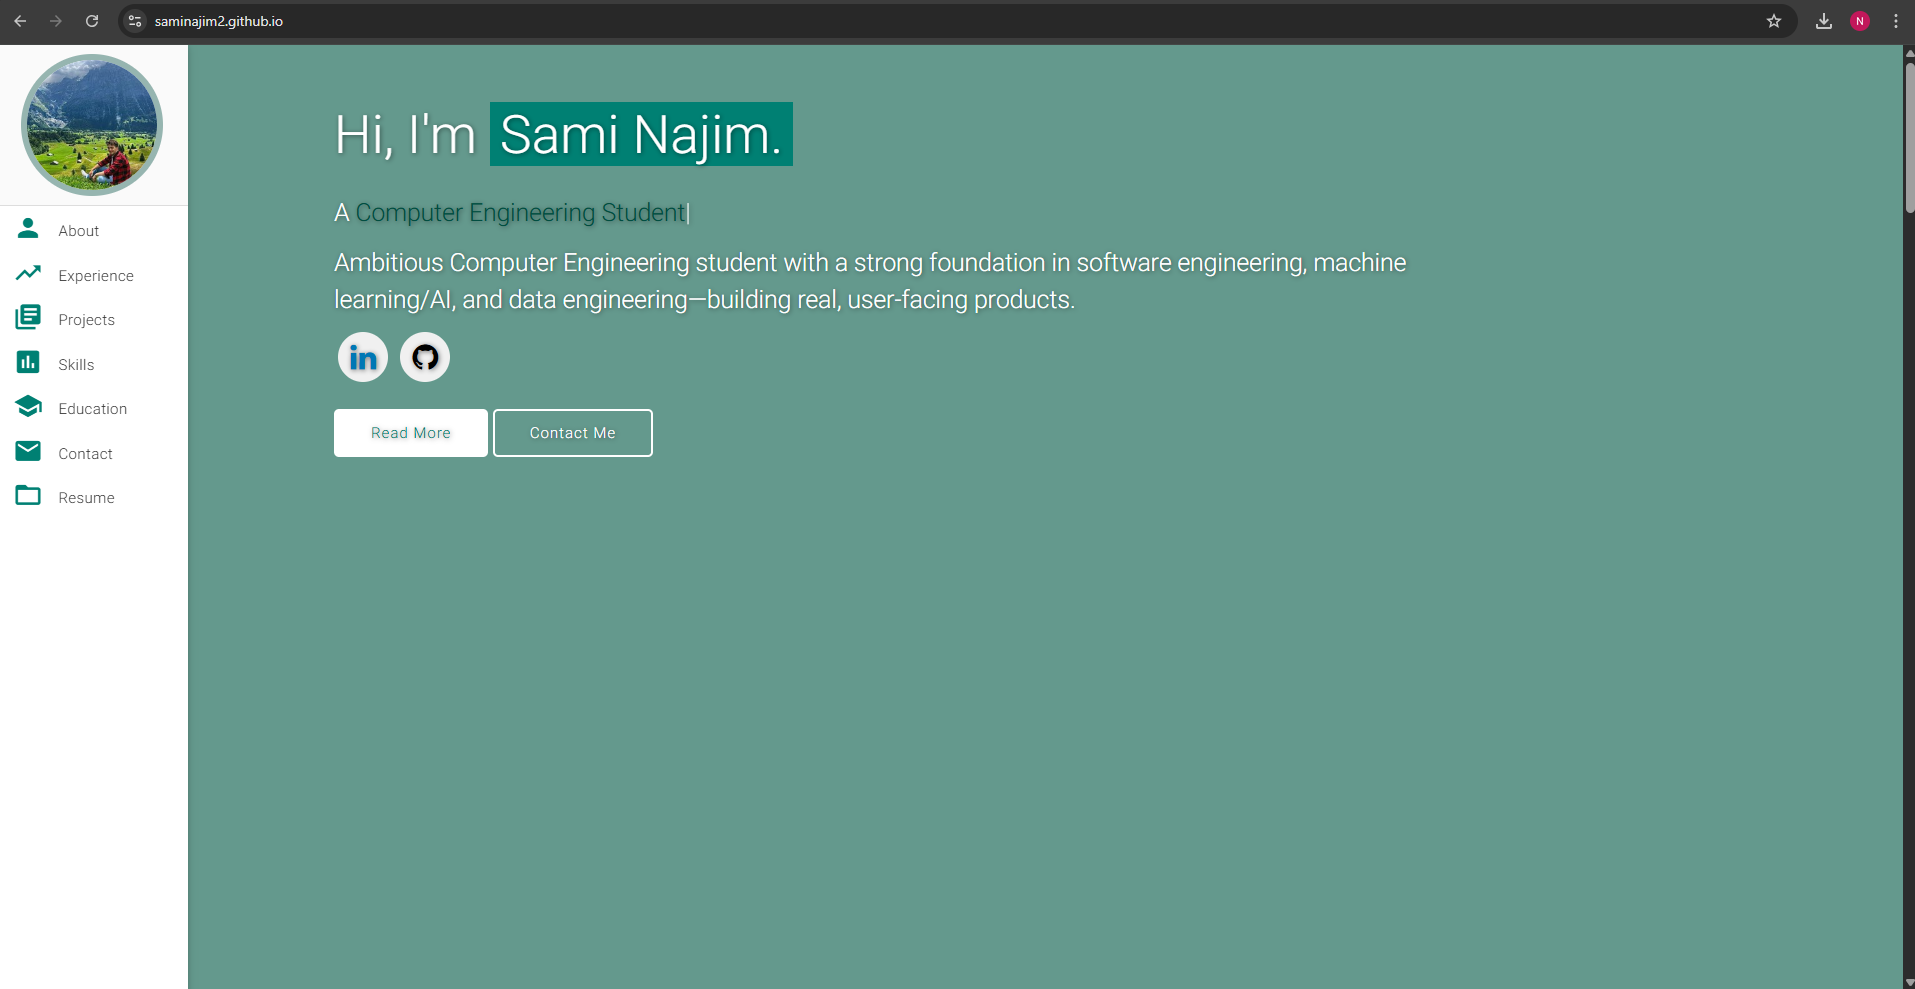 saminajim2.github.io
N
About
Experience
Projects
Skills
Education
Contact
Resume
Hi, I'm Sami Najim.
A Computer Engineering Student|
Ambitious Computer Engineering student with a strong foundation in software engineering, machine
learning/AI, and data engineering—building real, user-facing products.
in
Read More
Contact Me